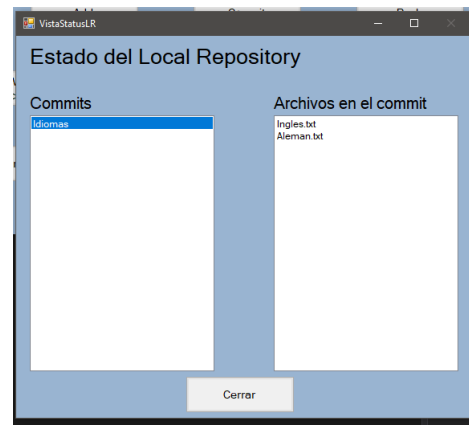 VistaStatusLR
Estado del Local Repository
Commits
Archivos en el commit
Idiomas
Ingles.txt
Aleman.txt
Cerrar